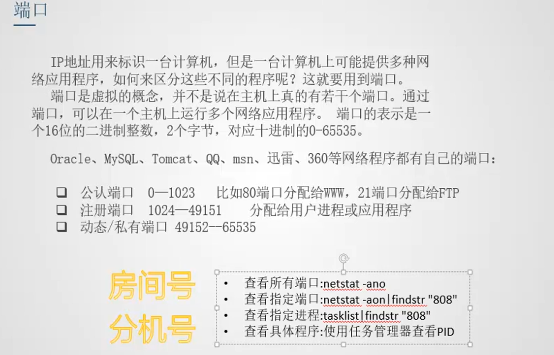 端口
IP地址用来标识一台计算机，但是一台计算机上可能提供多种网
络应用程序，如何来区分这些不同的程序呢？这就要用到端口。
端口是虚拟的概念，并不是说在主机上真的有若干个端口。通过
端口，可以在一个主机上运行多个网络应用程序。 端口的表示是一
个16位的二进制整数，2个字节，对应十进制的0-65535。
Oracle、MySQL、Tomcat、QQ、msn、迅雷、360等网络程序都有自己的端口：
❑ 公认端口 0—1023 比如80端口分配给WWW，21端口分配给FTP
❑ 注册端口 1024—49151 分配给用户进程或应用程序
❑ 动态/私有端口 49152--65535
房间号
分机号
• 查看所有端口:netstat -ano
• 查看指定端口:netstat -aon|findstr "808"
• 查看指定进程:tasklist|findstr "808"
• 查看具体程序:使用任务管理器查看PID